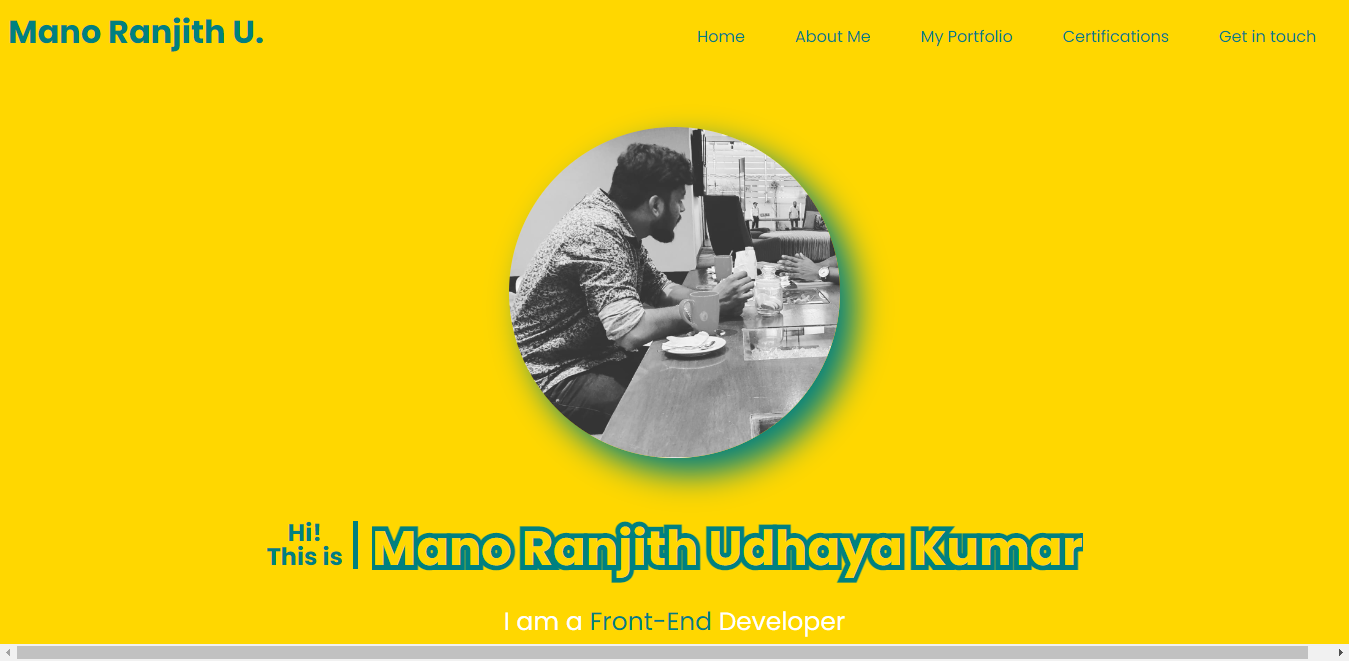 Mano Ranjith U.
Home About Me My Portfolio Certifications Get in touch
Hi!
This is
Mano Ranjith Udhaya Kumar
I am a Front-End Developer